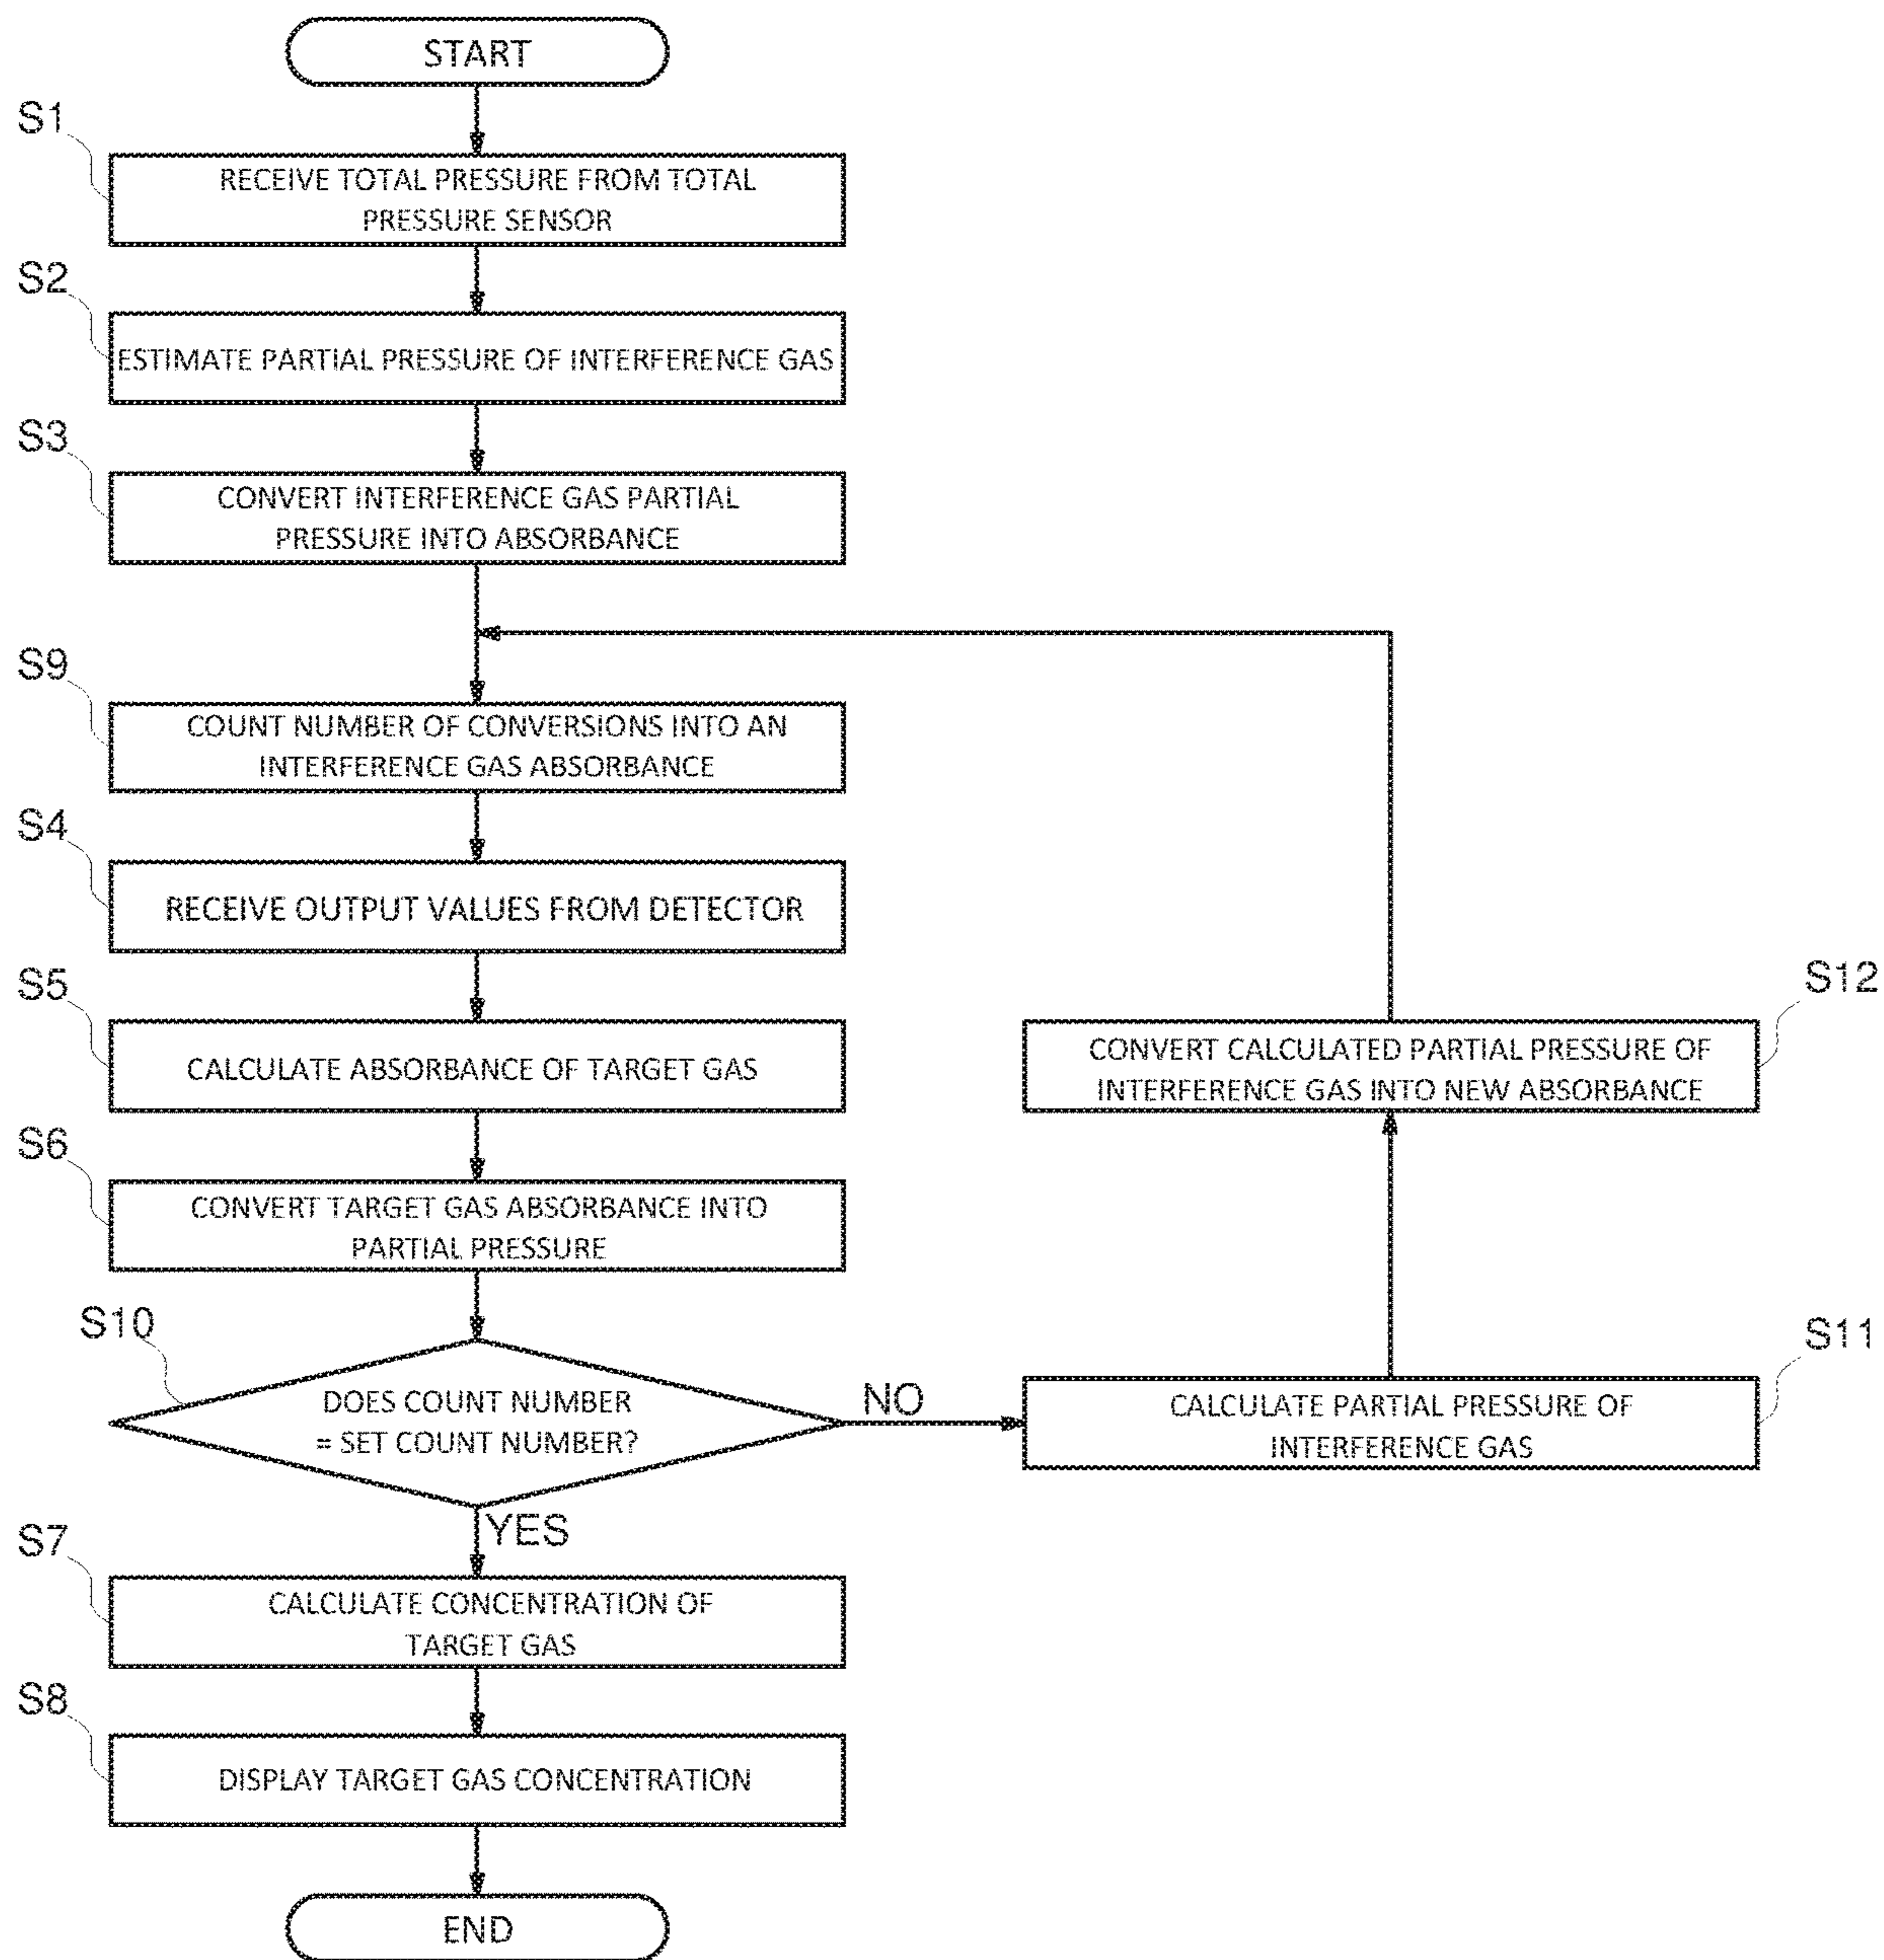 START
S1
RECEIVE TOTAL PRESSURE FROM TOTAL
PRESSURE SENSOR
S2
ESTIMATE PARTIAL PRESSURE OF INTERFERENCE GAS
S3
CONVERT INTERFERENCE GAS PARTIAL
PRESSURE INTO ABSORBANCE
S9
COUNT NUMBER OF CONVERSIONS INTO AN
INTERFERENCE GAS ABSORBANCE
S4
RECEIVE OUTPUT VALUES FROM DETECTOR
S5
CALCULATE ABSORBANCE OF TARGET GAS
S6
CONVERT TARGET GAS ABSORBANCE INTO
PARTIAL PRESSURE
S10
DOES COUNT NUMBER
= SET COUNT NUMBER?
NO
YES
S11
CALCULATE PARTIAL PRESSURE OF
INTERFERENCE GAS
S12
CONVERT CALCULATED PARTIAL PRESSURE OF
INTERFERENCE GAS INTO NEW ABSORBANCE
S7
CALCULATE CONCENTRATION OF
TARGET GAS
S8
DISPLAY TARGET GAS CONCENTRATION
END